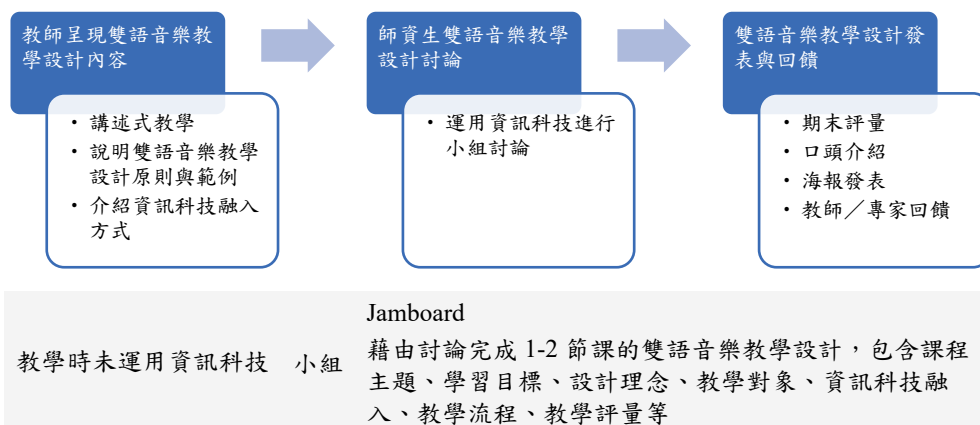 教師呈現雙語音樂教
學設計內容
• 講述式教學
• 說明雙語音樂教學
設計原則與範例
• 介紹資訊科技融入
方式
師資生雙語音樂教學
設計討論
• 運用資訊科技進行
小組討論
雙語音樂教學設計發
表與回饋
• 期末評量
• 口頭介紹
• 海報發表
• 教師／專家回饋
教學時未運用資訊科技
小組
Jamboard
藉由討論完成 1-2 節課的雙語音樂教學設計，包含課程
主題、學習目標、設計理念、教學對象、資訊科技融
入、教學流程、教學評量等